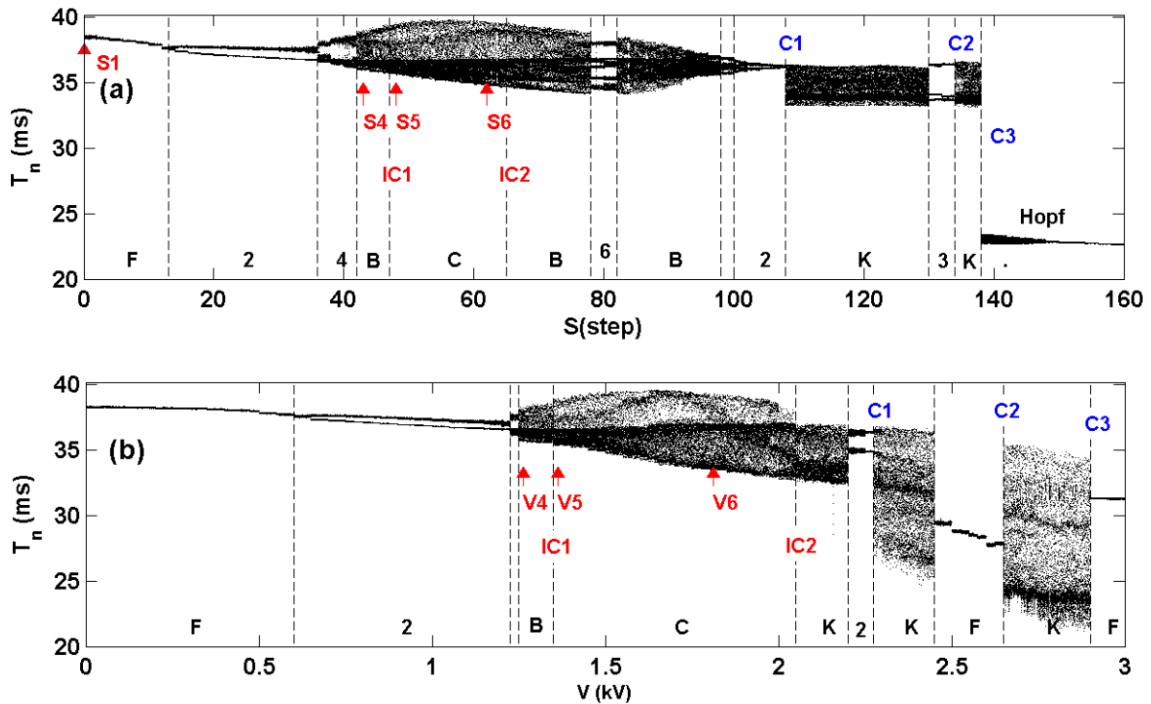 40
35
30
25
20
T_n (ms)
(a)
S1
S4
S5
S6
IC1
IC2
C1
C2
C3
Hopf
F
2
4
B
C
B
6
B
2
K
3
K
.
0
20
40
60
80
100
120
140
160
S(step)
40
35
30
25
20
T_n (ms)
(b)
V4
V5
V6
IC1
IC2
C1
C2
C3
F
2
B
C
K
2
K
F
K
F
0
0.5
1
1.5
2
2.5
3
V (kV)